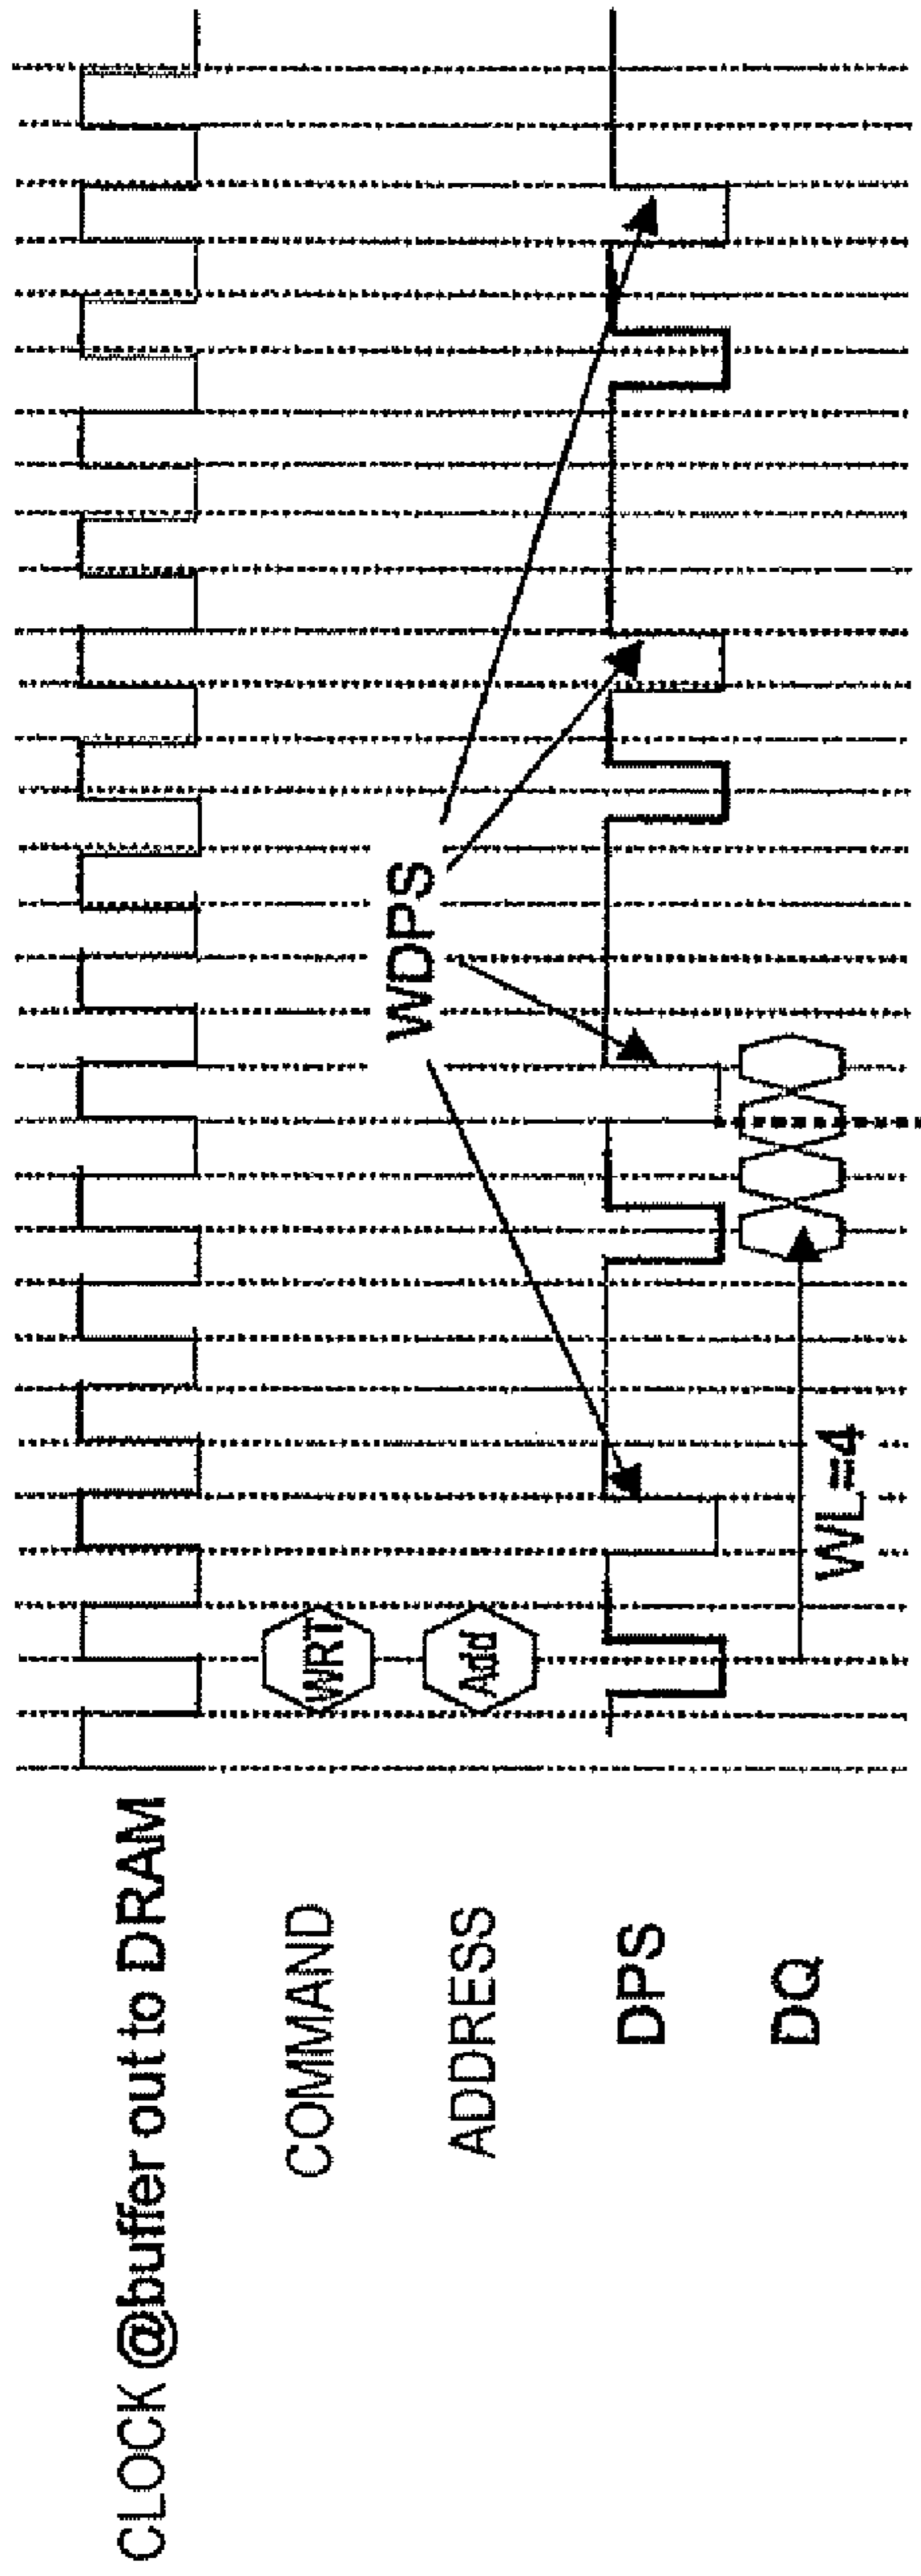 CLOCK @buffer out to DRAM
COMMAND
WRT
ADDRESS
Add
WDPS
DPS
DQ
WL=4